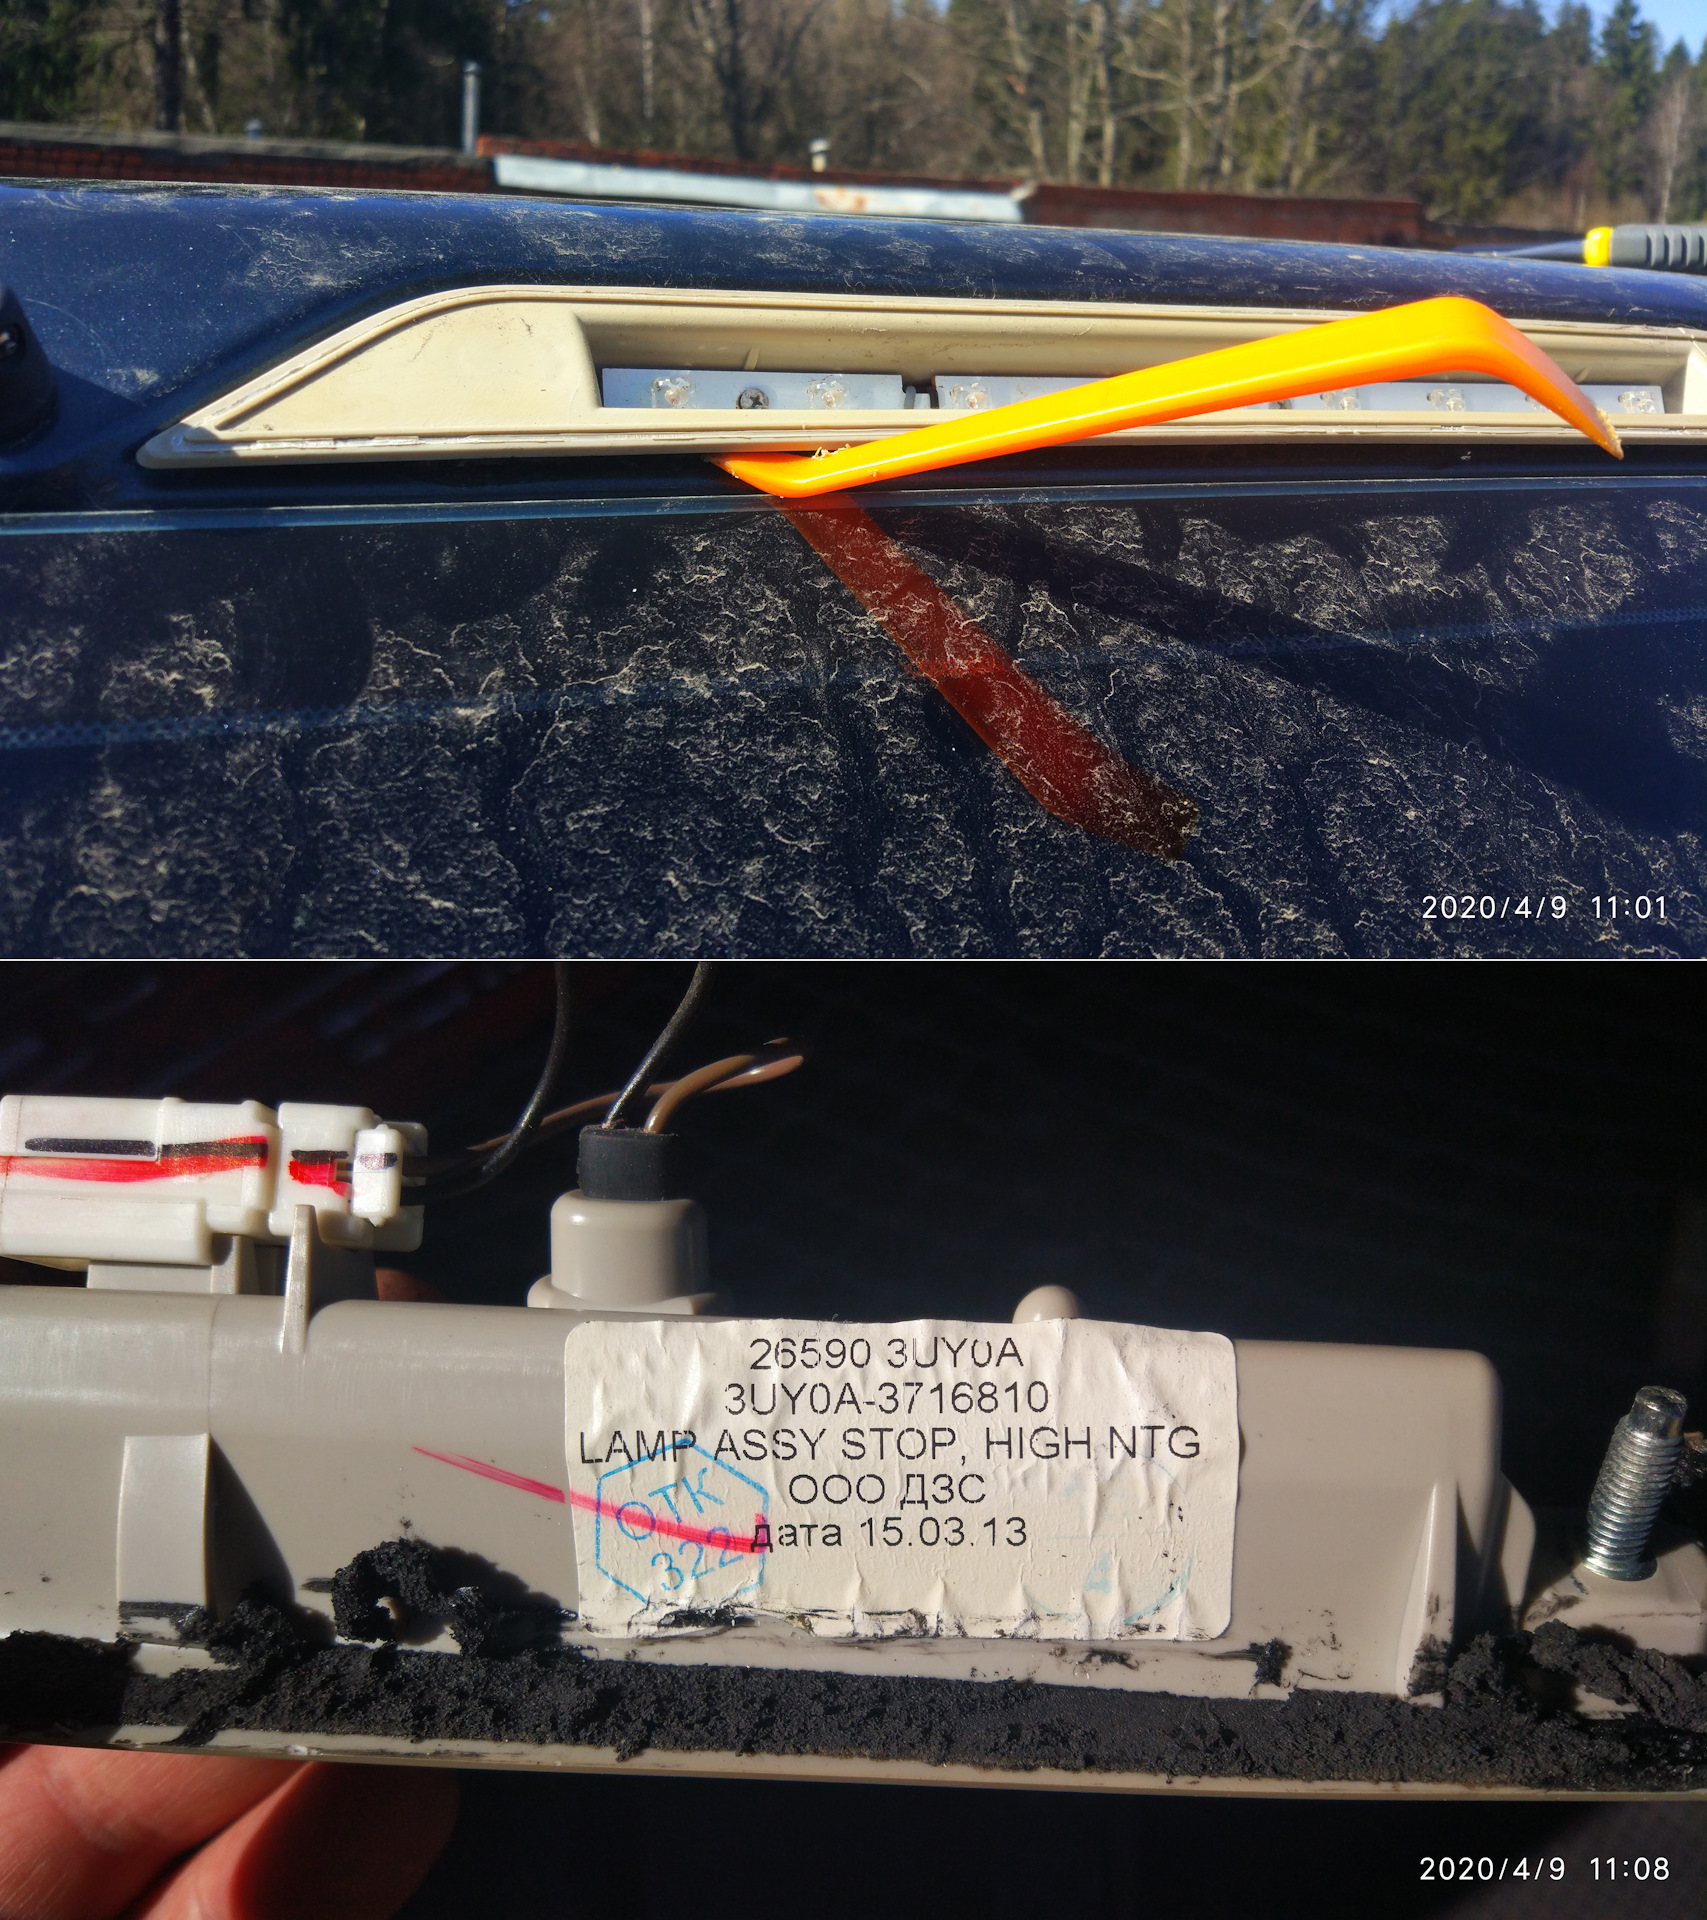 2020/4/9 11:01
26590 3UY0A
3UY0A-3716810
LAMP ASSY STOP, HIGH NTG
ООО ДЗС
дата 15.03.13
ОТК
322
2020/4/9 11:08